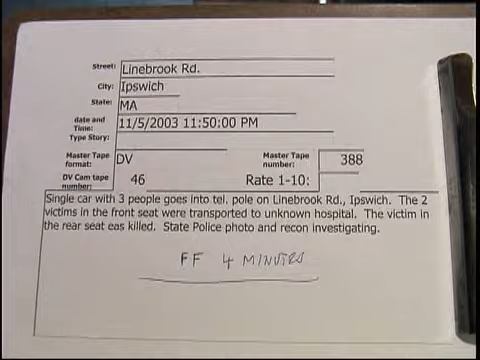 Street: Linebrook Rd.
City: Ipswich
State: MA
date and Time: 11/5/2003 11:50:00 PM
Type Story:
Master Tape format: DV Master Tape number: 388
DV Cam tape number: 46 Rate 1-10:
Single car with 3 people goes into tel. pole on Linebrook Rd., Ipswich. The 2
victims in the front seat were transported to unknown hospital. The victim in
the rear seat eas killed. State Police photo and recon investigating.
FF 4 MINUTES